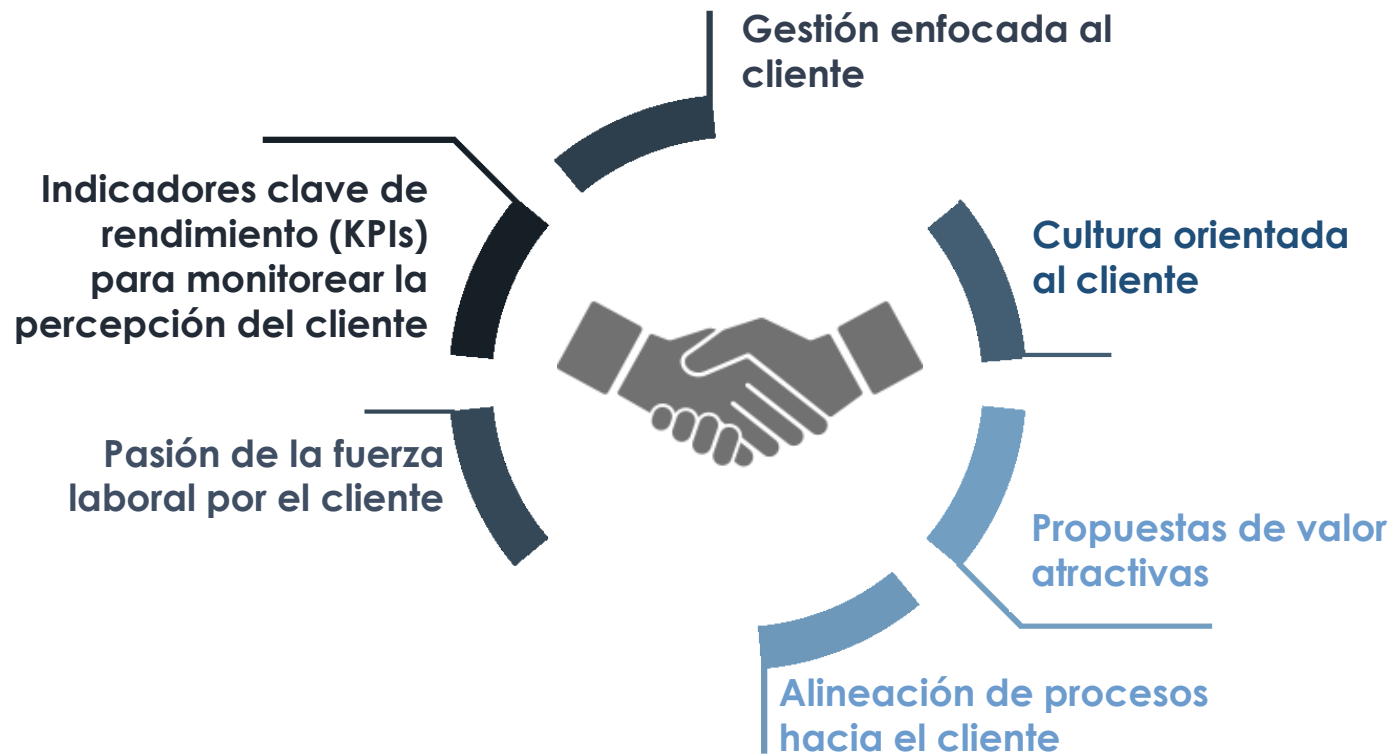 Gestión enfocada al
cliente
Indicadores clave de
rendimiento (KPIs)
para monitorear la
percepción del cliente
Cultura orientada
al cliente
Pasión de la fuerza
laboral por el cliente
Propuestas de valor
atractivas
Alineación de procesos
hacia el cliente